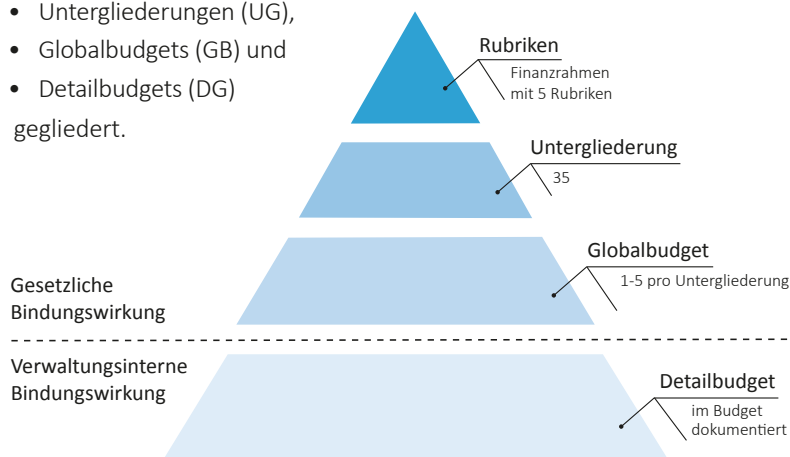 • Untergliederungen (UG),
• Globalbudgets (GB) und
• Detailbudgets (DG)
gegliedert.
Rubriken
Finanzrahmen
mit 5 Rubriken
Untergliederung
35
Globalbudget
1-5 pro Untergliederung
Gesetzliche
Bindungswirkung
Verwaltungsinterne
Bindungswirkung
Detailbudget
im Budget
dokumentiert